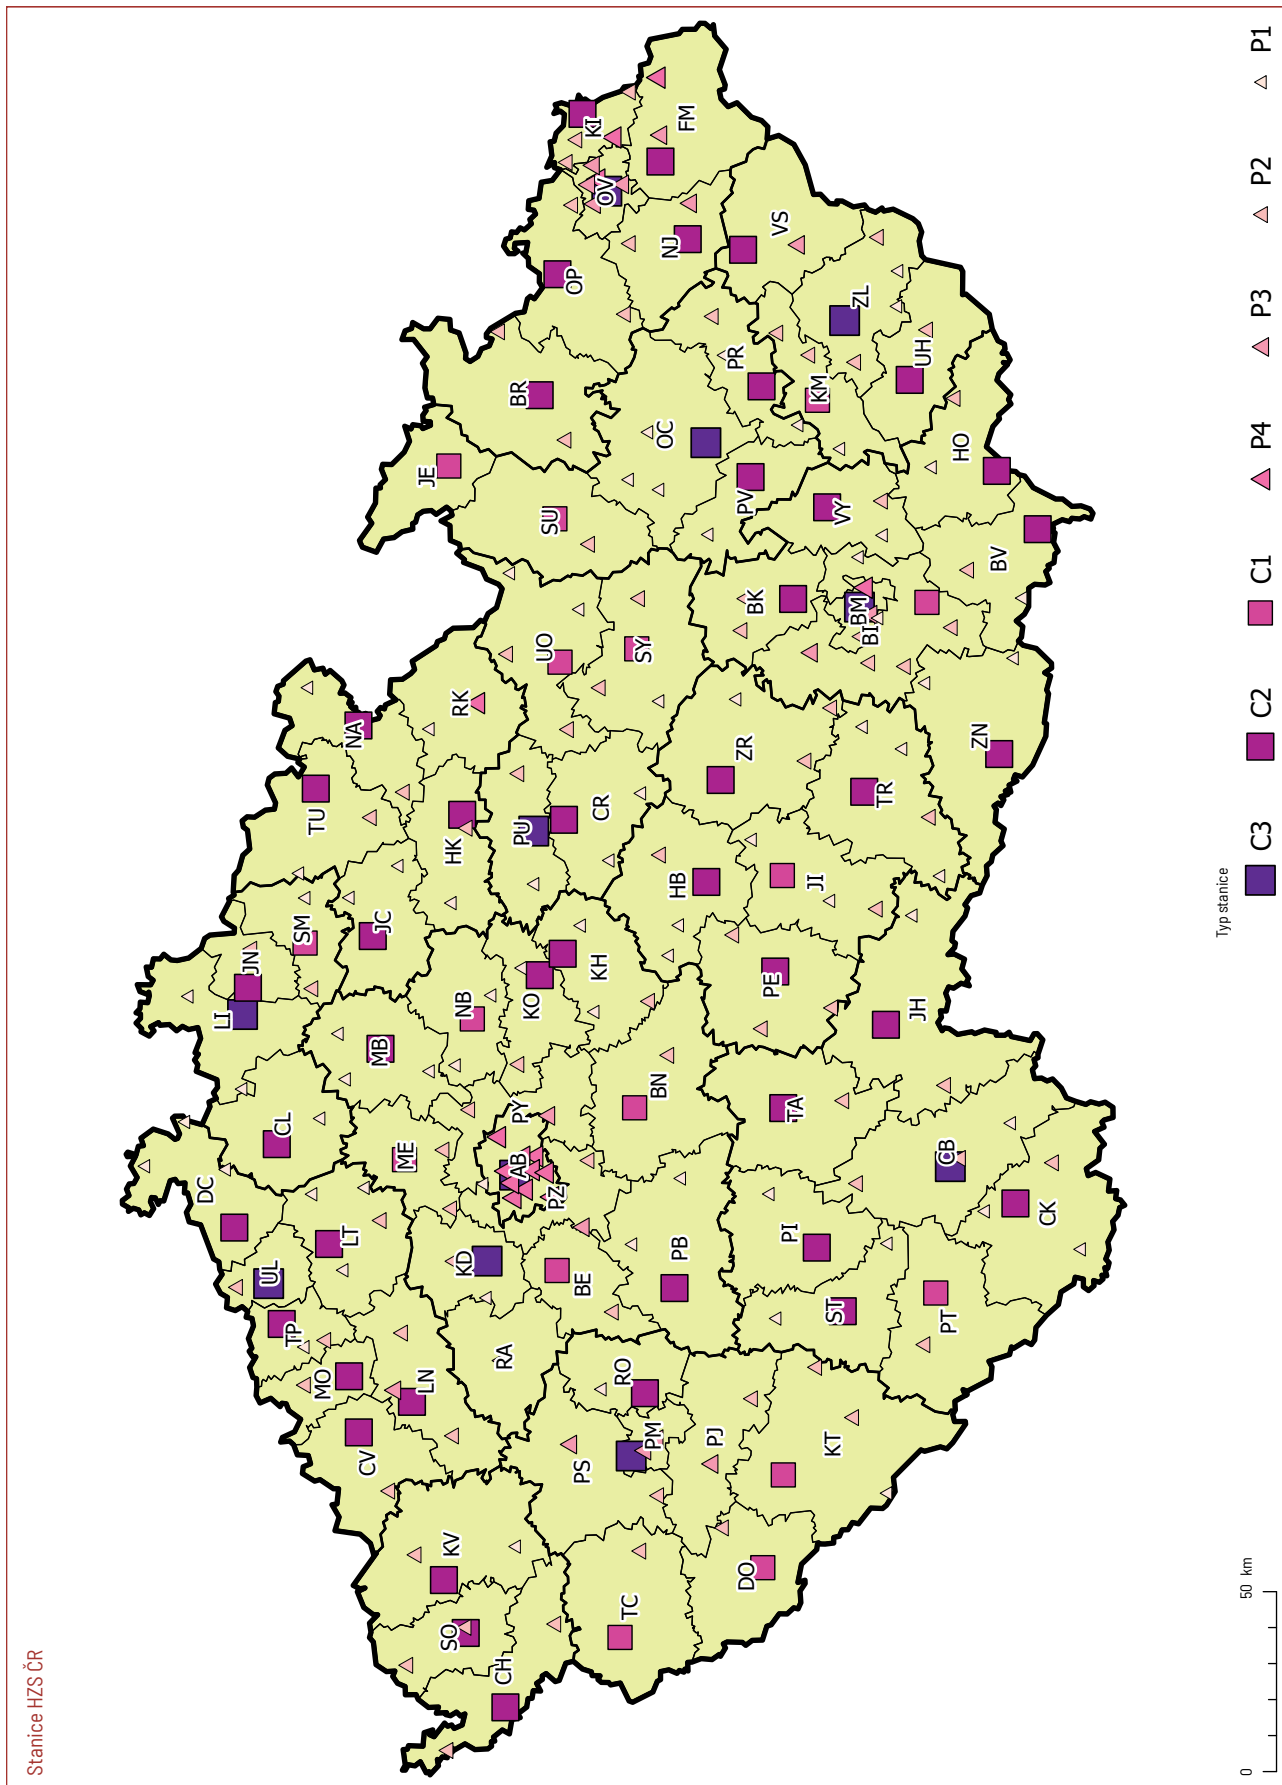 Stanice HZS ČR
KI
FM
OV
NJ
VS
OP
ZL
UH
BR
PR
KM
OC
HO
JE
PV
VY
SU
BV
BK
BM
BI
UO
SY
RK
NA
ZR
ZN
TU
TR
HK
PU
CR
HB
JI
JC
SM
JN
KH
PE
LI
NB
KO
JH
MB
BN
CL
PY
TA
ME
AB
CB
DC
PZ
CK
LT
KD
PB
PI
UL
BE
TP
ST
PT
MO
RA
RO
LN
CV
PM
PJ
PS
KT
KV
DO
SO
TC
CH
0 50 km
Typ stanice
C3
C2
C1
P4
P3
P2
P1